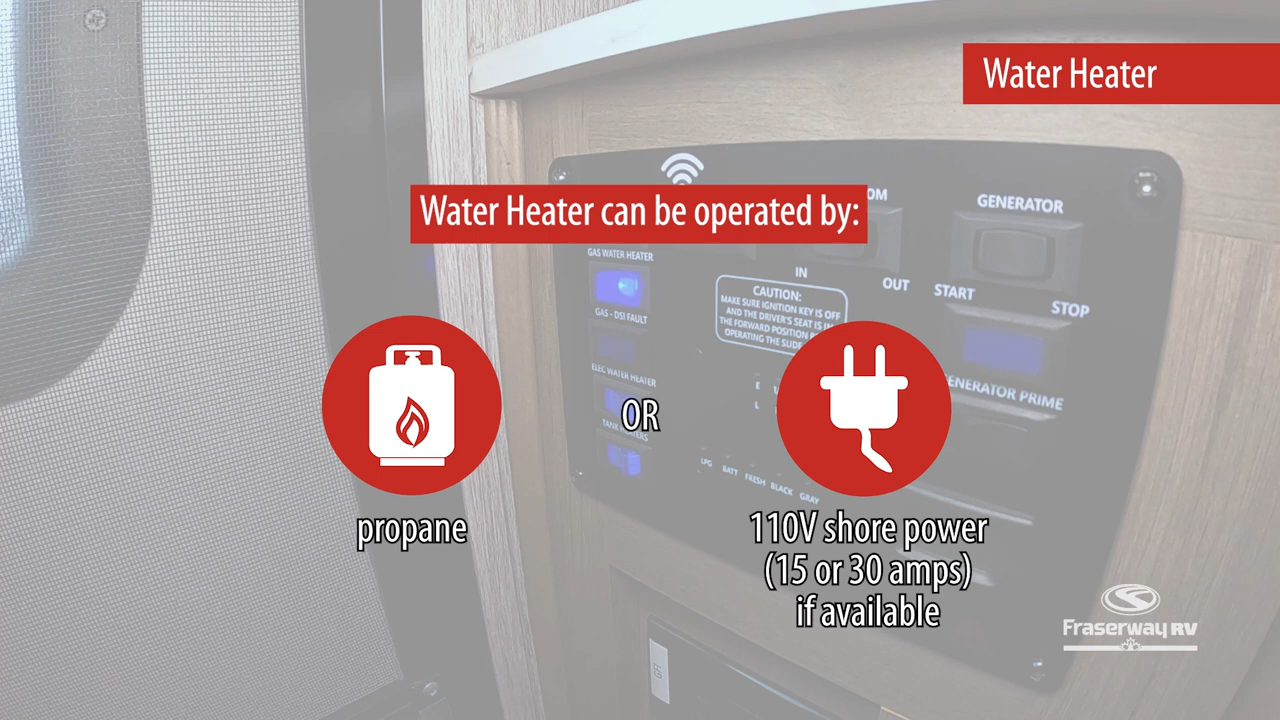 Water Heater
Water Heater can be operated by:
GENERATOR
GAS WATER HEATER
IN
OUT
START
STOP
CAUTION:
MAKE SURE IGNITION KEY IS OFF
AND THE DRIVER'S SEAT IS IN
THE FORWARD POSITION
OPERATING THE SLIDE
GAS - DSI FAULT
ELEC WATER HEATER
GENERATOR PRIME
E
L
OR
LPG
BATT
FRESH
BLACK
GRAY
propane
110V shore power
(15 or 30 amps)
if available
Fraserway RV